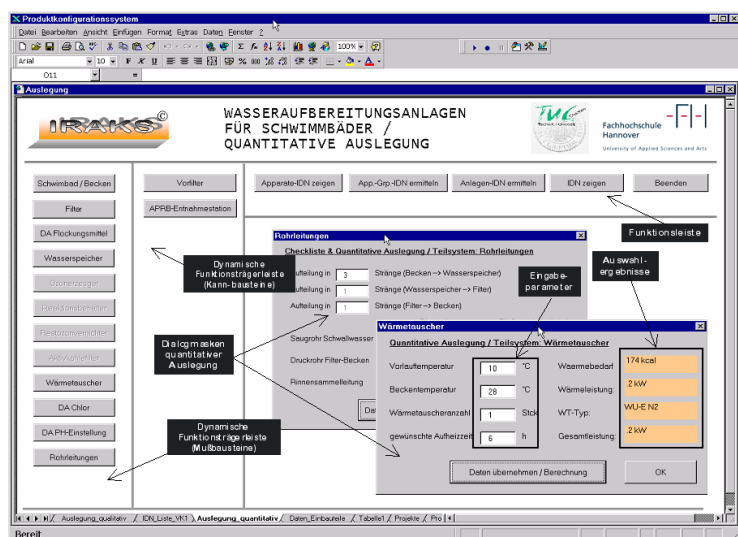 Produktkonfigurationssystem
Datei Bearbeiten Ansicht Einfügen Format Extras Daten Fenster ?
100%
Arial 10 F K U
O11 =
Auslegung
IRAKS ©
WASSERAUFBEREITUNGSANLAGEN
FÜR SCHWIMMBÄDER /
QUANTITATIVE AUSLEGUNG
TUC
Fachhochschule
Hannover
University of Applied Sciences and Arts
Schwimbad / Becken
Vorfilter
Apparate-IDN zeigen
App.-Grp.-IDN ermitteln
Anlagen-IDN ermitteln
IDN zeigen
Beenden
Filter
APRB-Entnahmestation
DA Flockungsmittel
Wasserspeicher
Ozonerzeuger
Reaktionsbehälter
Restozonvernichter
Aktivkohlefilter
Wärmetauscher
DA Chlor
DA PH-Einstellung
Rohrleitungen
Funktionsleiste
Dynamische
Funktionsträgerleiste
(Kann-bausteine)
Rohrleitungen
Checkliste & Quantitative Auslegung / Teilsystem: Rohrleitungen
Aufteilung in 3 Stränge (Becken --> Wasserspeicher)
Aufteilung in 1 Stränge (Wasserspeicher --> Filter)
Aufteilung in 1 Stränge (Filter --> Becken)
Saugrohr Schwallwasser
Druckrohr Filter-Becken
Rinnensammelleitung
Eingabe-
parameter
Auswahl-
ergebnisse
Dialogmasken
quantitativer
Auslegung
Dynamische
Funktionsträgerleiste
(Mußbausteine)
Wärmetauscher
Quantitative Auslegung / Teilsystem: Wärmetauscher
Vorlauftemperatur 10 °C Waermebedarf 174 kcal
Beckentemperatur 28 °C Wärmeleistung: .2 kW
Wärmetauscheranzahl 1 Stck WT-Typ: WU-E N2
gewünschte Aufheizzeit 6 h Gesamtleistung: .2 kW
Daten übernehmen / Berechnung
OK
Auslegung_qualitativ / IDN_Liste_VK1 \ Auslegung_quantitativ / Daten_Einbauteile / Tabelle1 / Projekte / Pro
Bereit